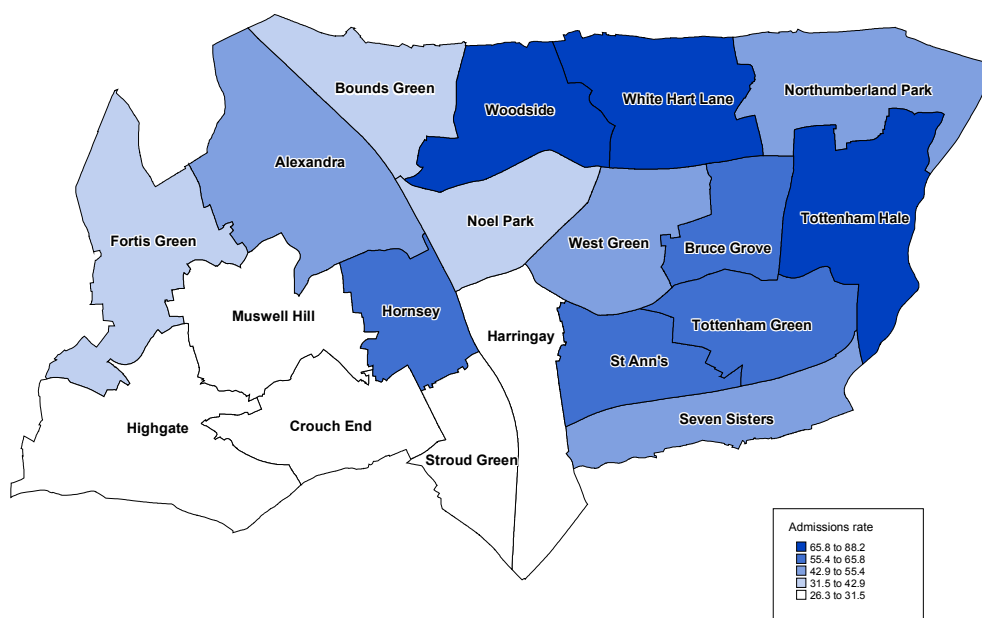 Bounds Green
Woodside
White Hart Lane
Northumberland Park
Alexandra
Noel Park
Tottenham Hale
Fortis Green
West Green
Bruce Grove
Muswell Hill
Hornsey
Harringay
Tottenham Green
St Ann's
Highgate
Crouch End
Seven Sisters
Stroud Green
Admissions rate
65.8 to 88.2
55.4 to 65.8
42.9 to 55.4
31.5 to 42.9
26.3 to 31.5